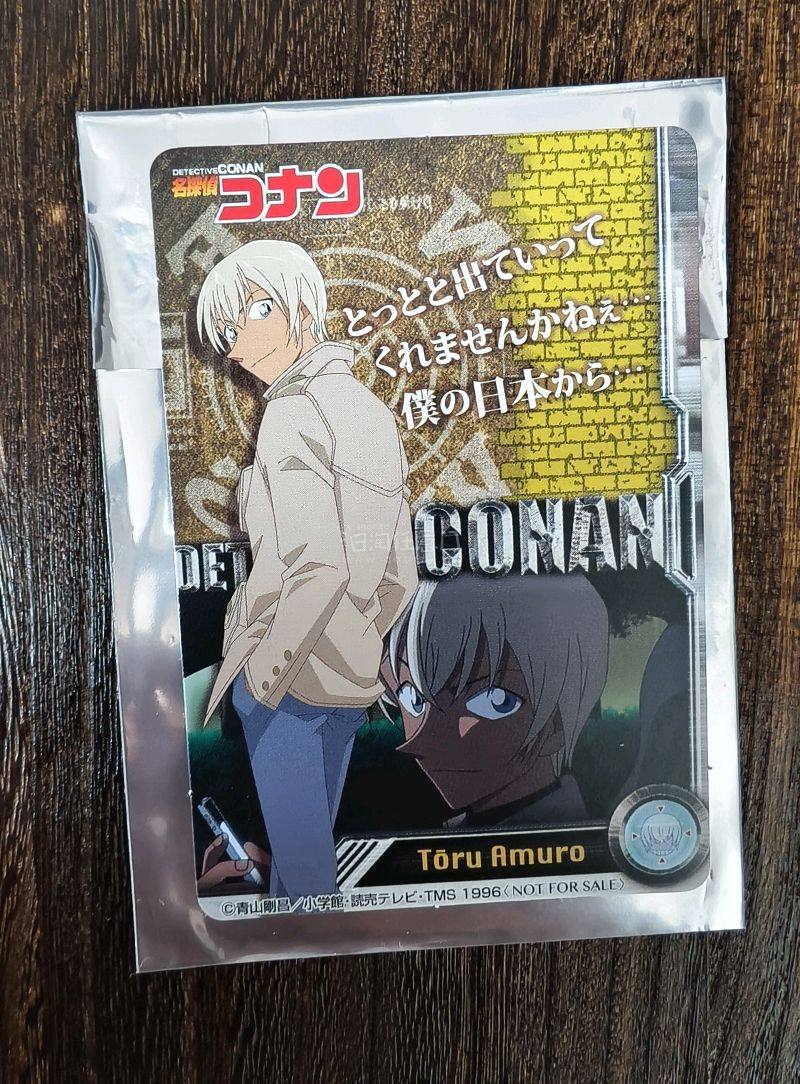 DETECTIVE CONAN
名探偵コナン
とっとと出ていって
くれませんかねぇ…
僕の日本から…
DET
CONAN
Tōru Amuro
©青山剛昌／小学館・読売テレビ・TMS 1996〈NOT FOR SALE〉